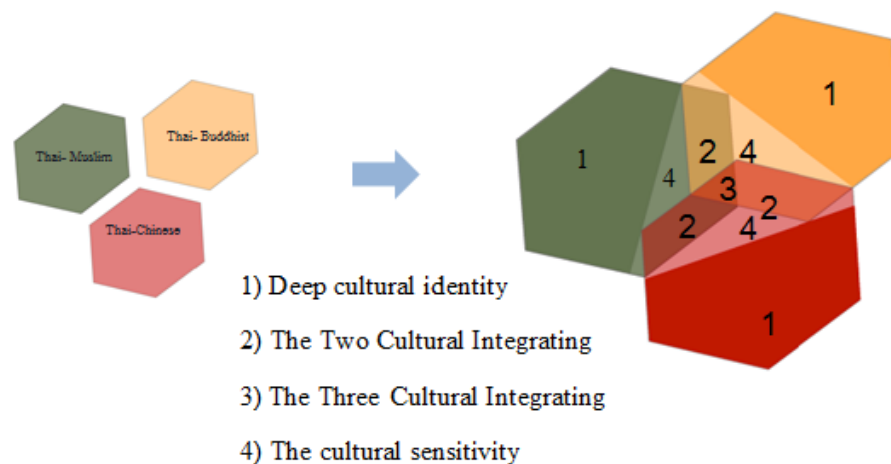 Thai- Buddhist
Thai- Muslim
Thai-Chinese
1
1
2
4
4
3
2
2
4
1
1) Deep cultural identity
2) The Two Cultural Integrating
3) The Three Cultural Integrating
4) The cultural sensitivity